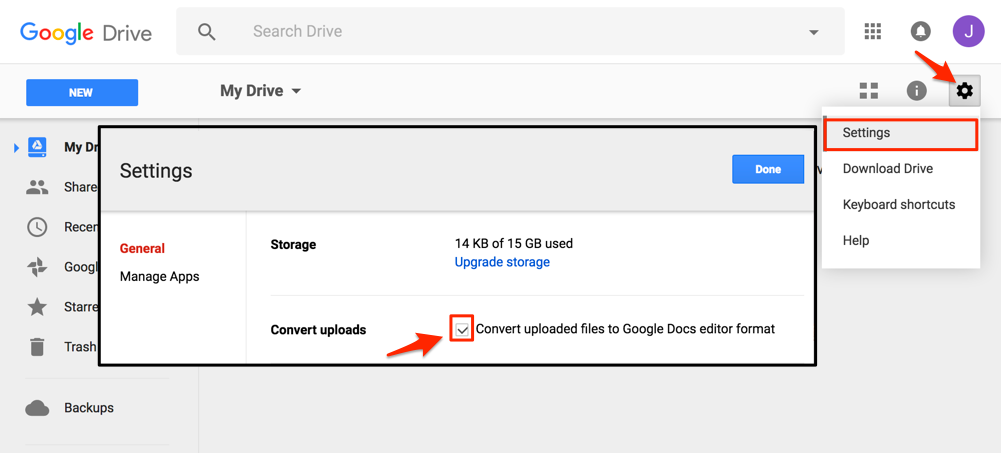 Google Drive
Search Drive
J
NEW
My Drive
Settings
Download Drive
Keyboard shortcuts
Help
My Dr
Share
Recen
Googl
Starre
Trash
Backups
Settings
Done
General
Manage Apps
Storage
14 KB of 15 GB used
Upgrade storage
Convert uploads
Convert uploaded files to Google Docs editor format